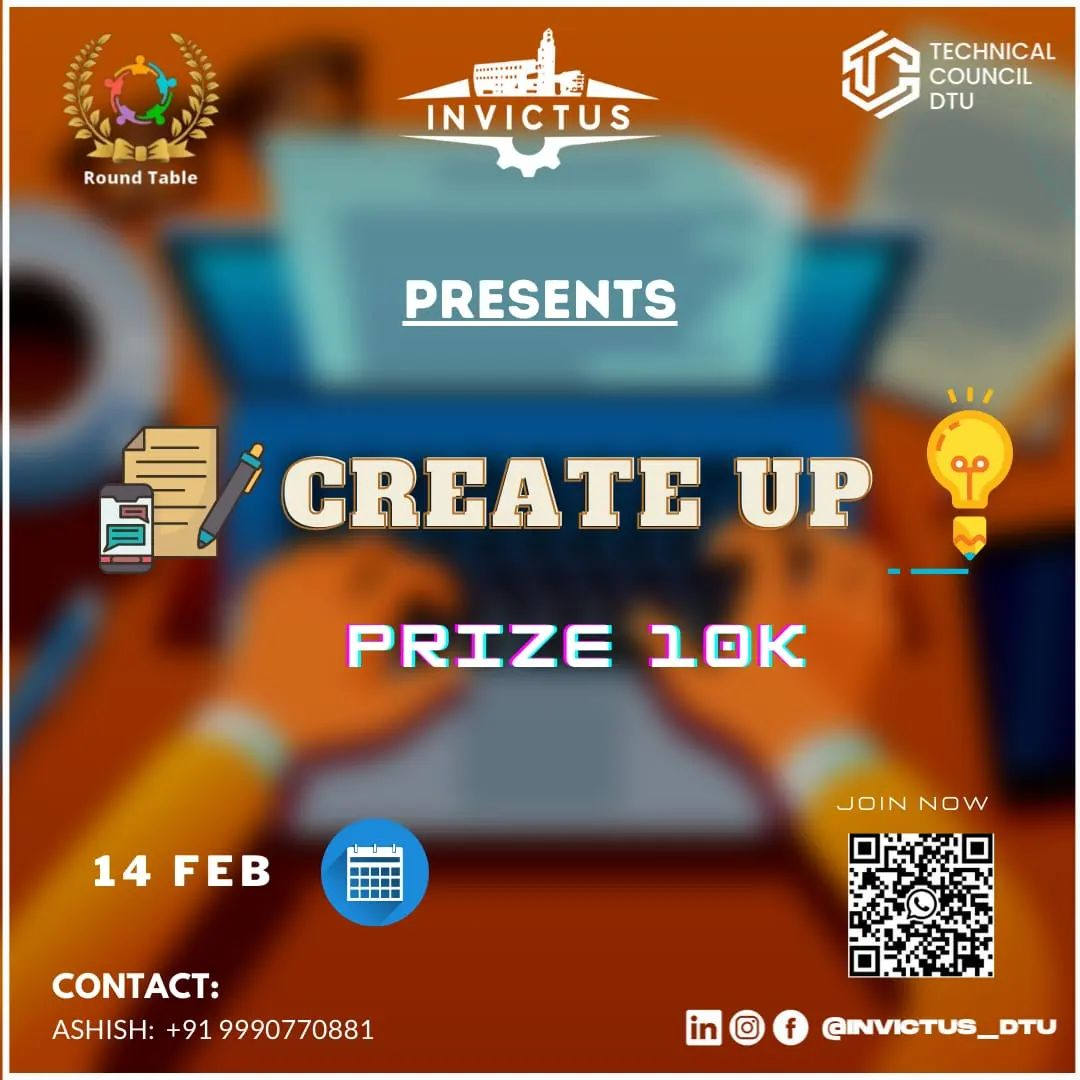 Round Table
INVICTUS
TECHNICAL
COUNCIL
DTU
PRESENTS
CREATE UP
PRIZE 10K
JOIN NOW
14 FEB
CONTACT:
ASHISH: +91 9990770881
in f @INVICTUS_DTU